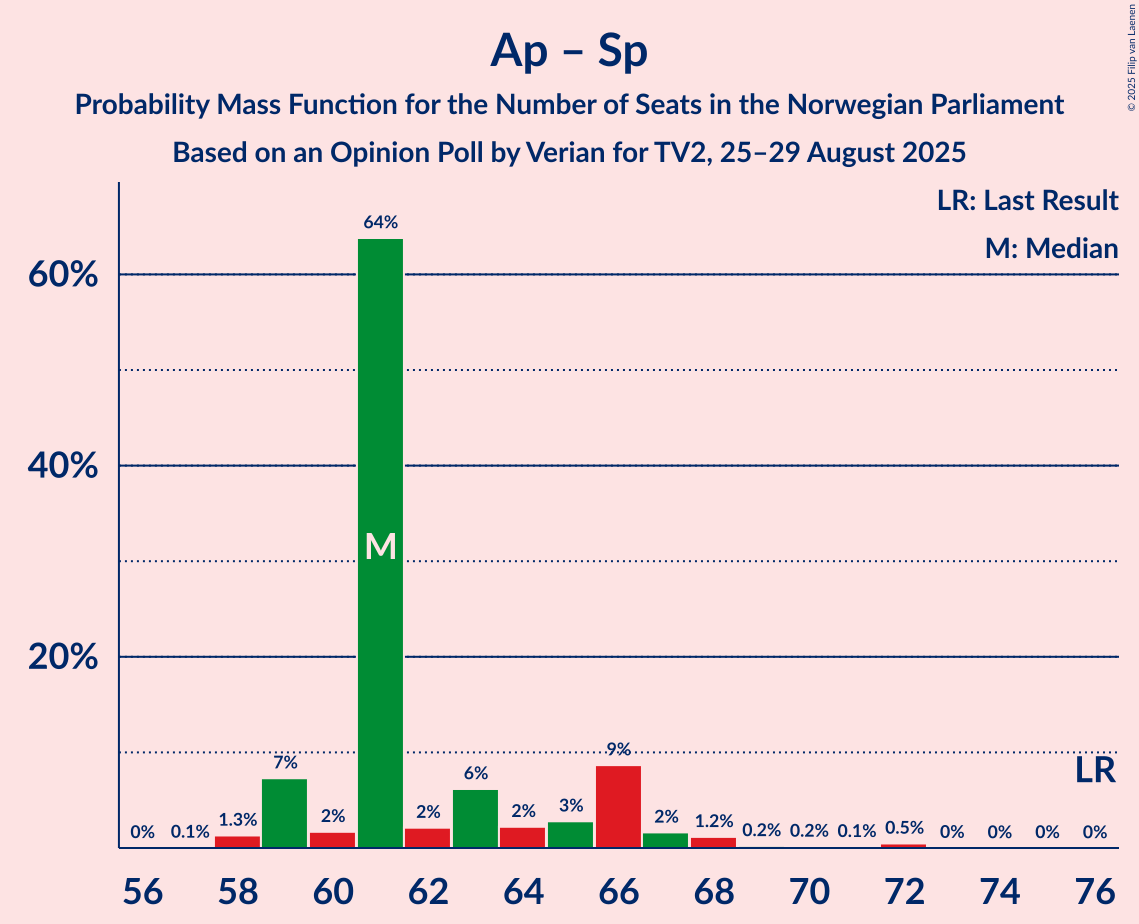 Ap – Sp
Probability Mass Function for the Number of Seats in the Norwegian Parliament
Based on an Opinion Poll by Verian for TV2, 25–29 August 2025
© 2025 Filip van Laenen
LR: Last Result
M: Median
60%
40%
20%
0% 0.1% 1.3% 7% 2% 64% 2% 6% 2% 3% 9% 2% 1.2% 0.2% 0.2% 0.1% 0.5% 0% 0% 0% 0%
M
LR
56 58 60 62 64 66 68 70 72 74 76